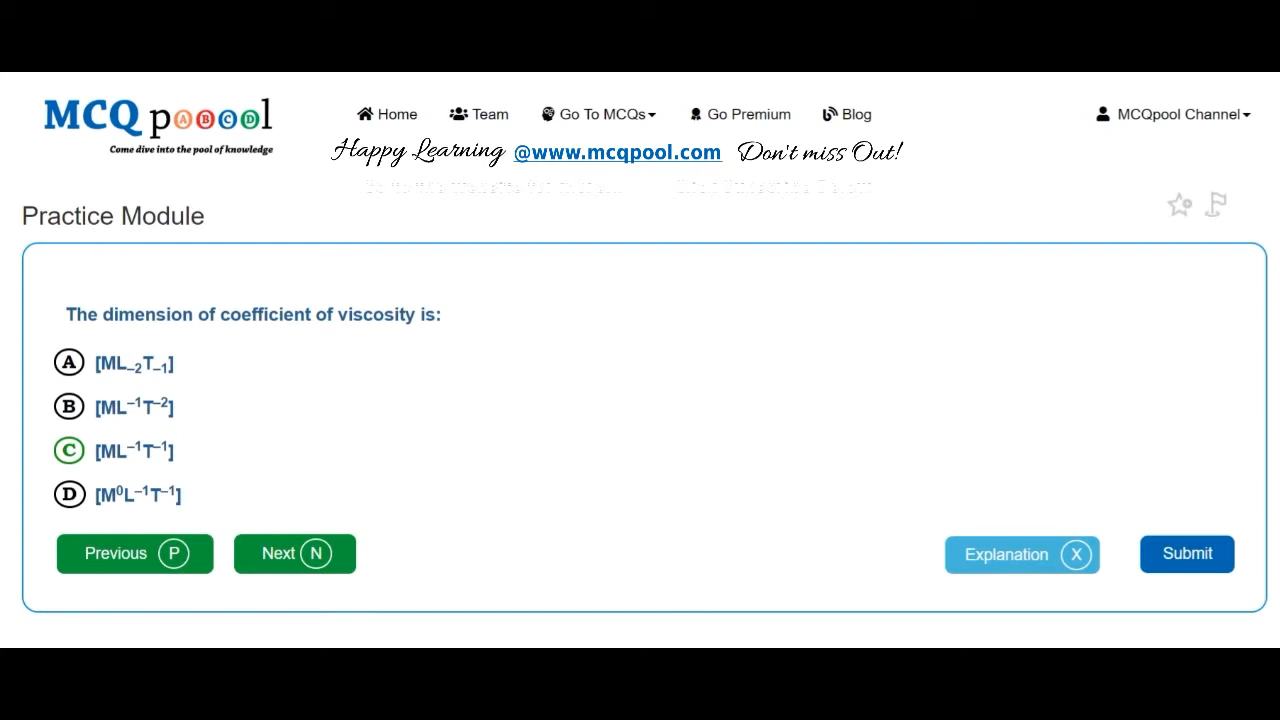 MCQ pooool
Come dive into the pool of knowledge
Home Team Go To MCQs Go Premium Blog MCQpool Channel
Happy Learning @www.mcqpool.com Don't miss Out!
Practice Module
The dimension of coefficient of viscosity is:
A [ML₋₂T₋₁]
B [ML⁻¹T⁻²]
C [ML⁻¹T⁻¹]
D [M⁰L⁻¹T⁻¹]
Previous P Next N Explanation X Submit